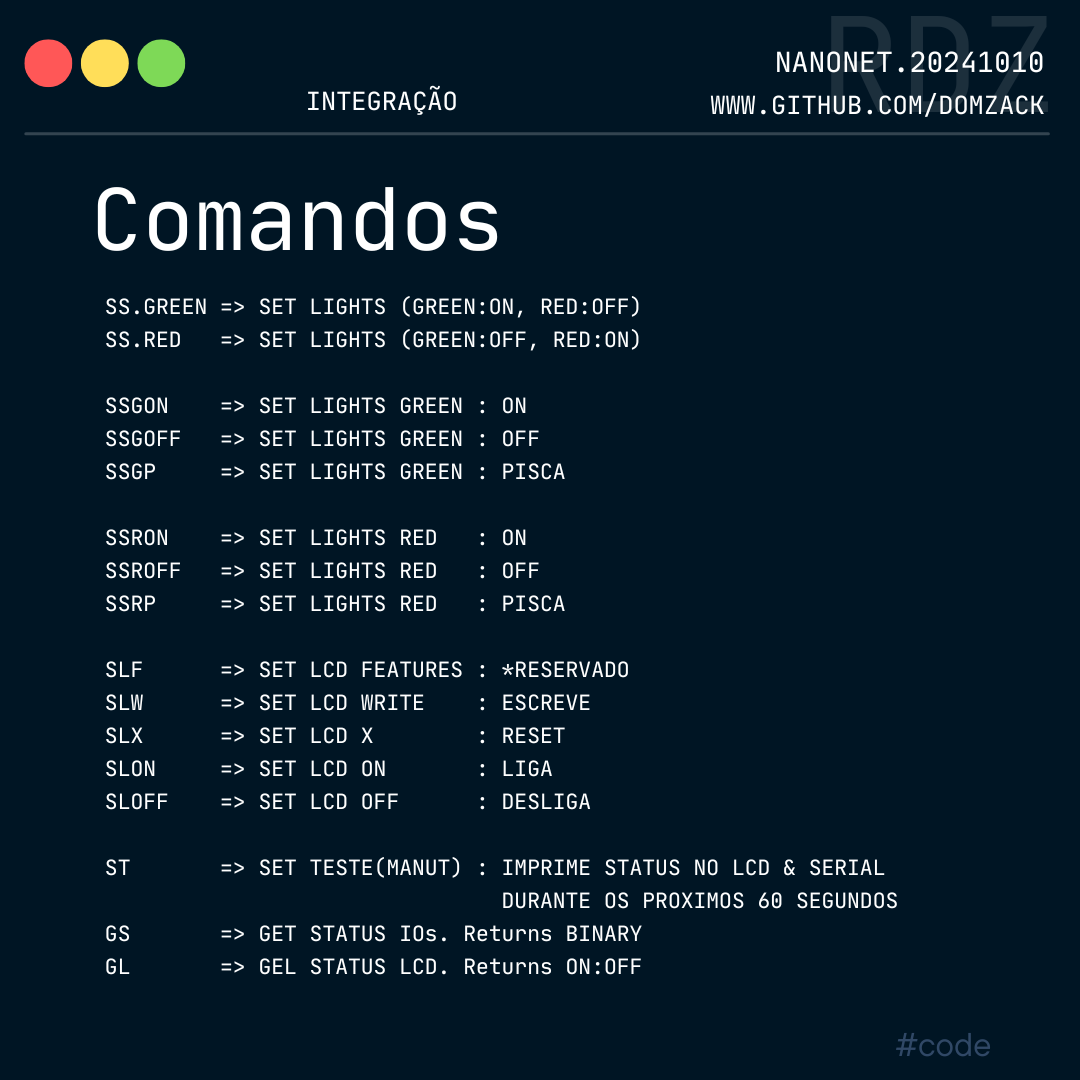 RDZ
NANONET.20241010
INTEGRAÇÃO
WWW.GITHUB.COM/DOMZACK
Comandos
SS.GREEN => SET LIGHTS (GREEN:ON, RED:OFF)
SS.RED   => SET LIGHTS (GREEN:OFF, RED:ON)
SSGON    => SET LIGHTS GREEN : ON
SSGOFF   => SET LIGHTS GREEN : OFF
SSGP     => SET LIGHTS GREEN : PISCA
SSRON    => SET LIGHTS RED   : ON
SSROFF   => SET LIGHTS RED   : OFF
SSRP     => SET LIGHTS RED   : PISCA
SLF      => SET LCD FEATURES : *RESERVADO
SLW      => SET LCD WRITE    : ESCREVE
SLX      => SET LCD X        : RESET
SLON     => SET LCD ON       : LIGA
SLOFF    => SET LCD OFF      : DESLIGA
ST       => SET TESTE(MANUT) : IMPRIME STATUS NO LCD & SERIAL
DURANTE OS PROXIMOS 60 SEGUNDOS
GS       => GET STATUS IOs. Returns BINARY
GL       => GEL STATUS LCD. Returns ON:OFF
#code